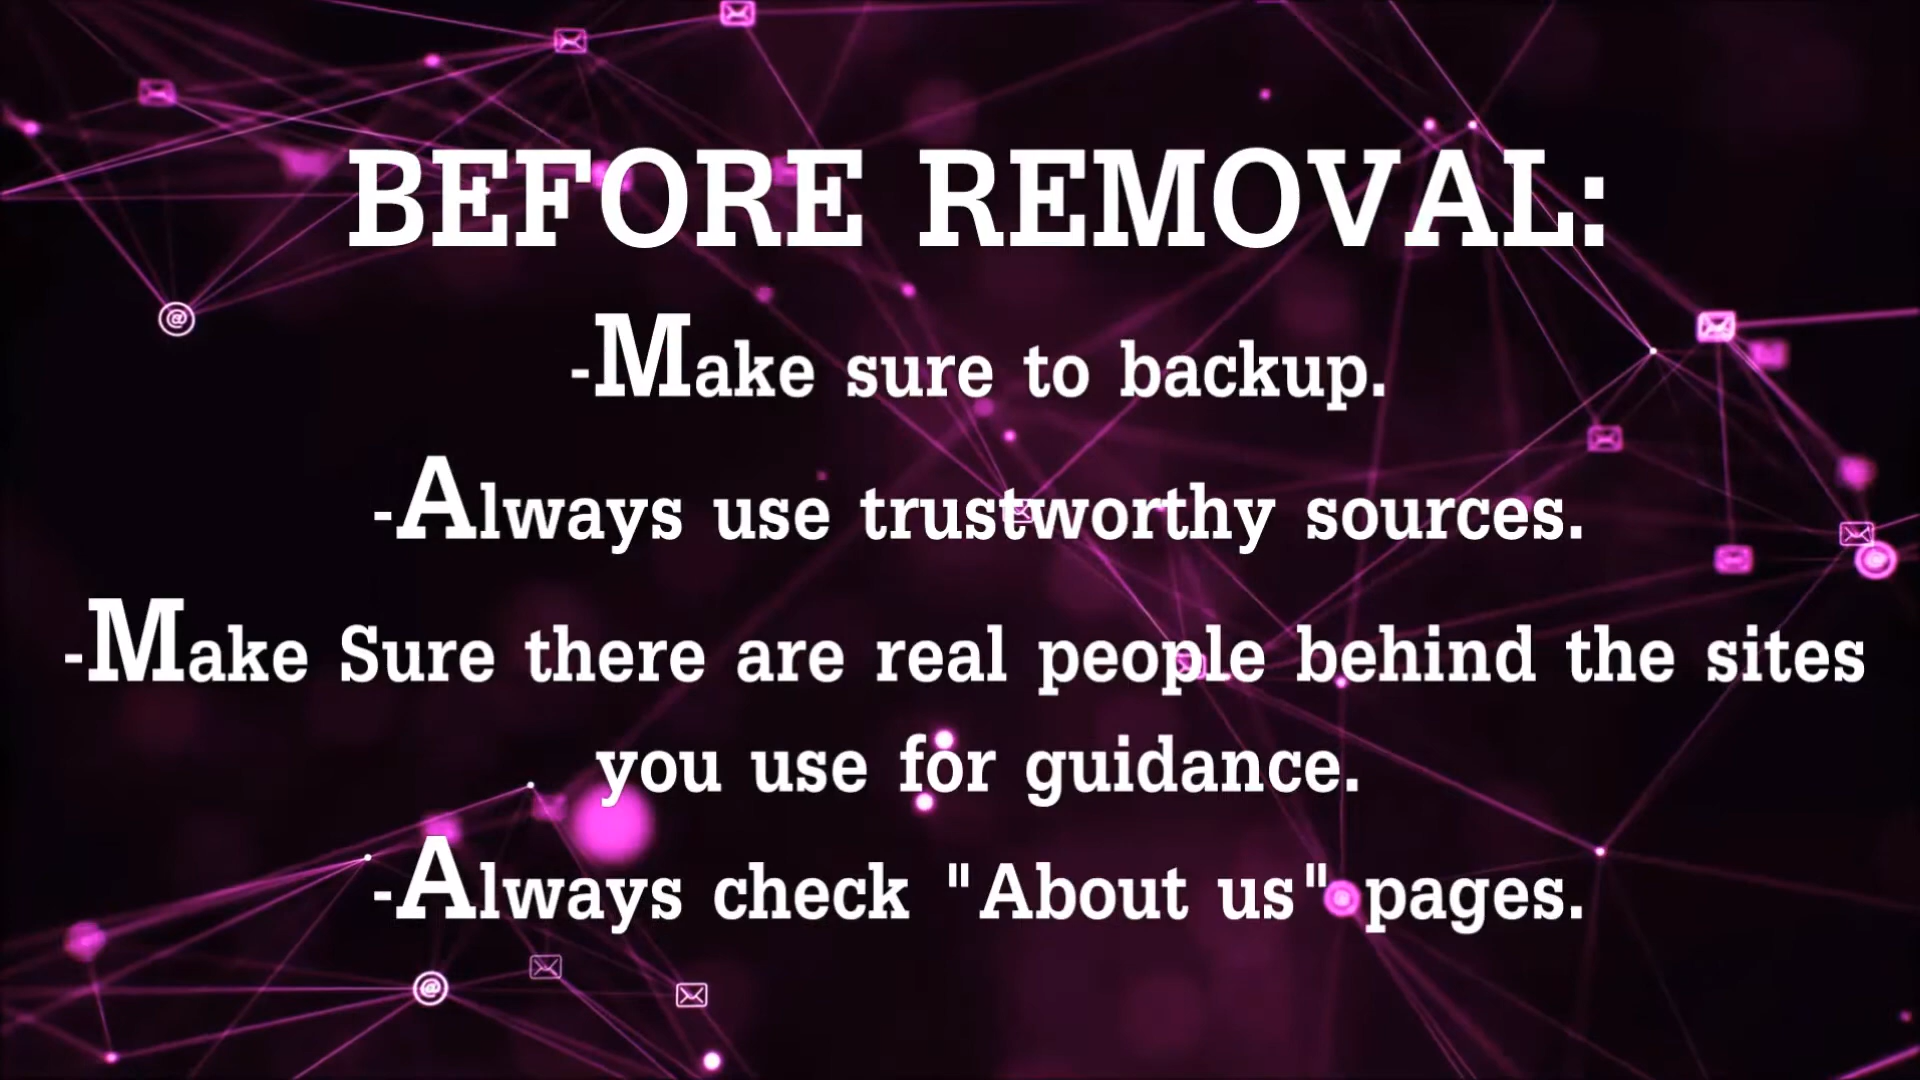 BEFORE REMOVAL:
-Make sure to backup.
-Always use trustworthy sources.
-Make Sure there are real people behind the sites
you use for guidance.
-Always check "About us" pages.